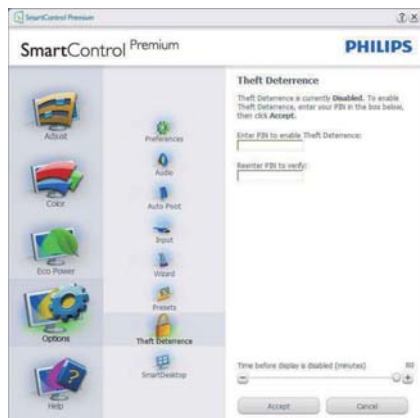 SmartControl Premium
SmartControl Premium
PHILIPS
Adjust
Color
Eco Power
Options
Help
Preferences
Audio
Auto Pivot
Input
Wizard
Presets
Theft Deterrence
SmartDesktop
Theft Deterrence
Theft Deterrence is currently Disabled. To enable
Theft Deterrence, enter your PIN in the box below,
then click Accept.
Enter PIN to enable Theft Deterrence:
Reenter PIN to verify:
Time before display is disabled (minutes)
Accept
Cancel